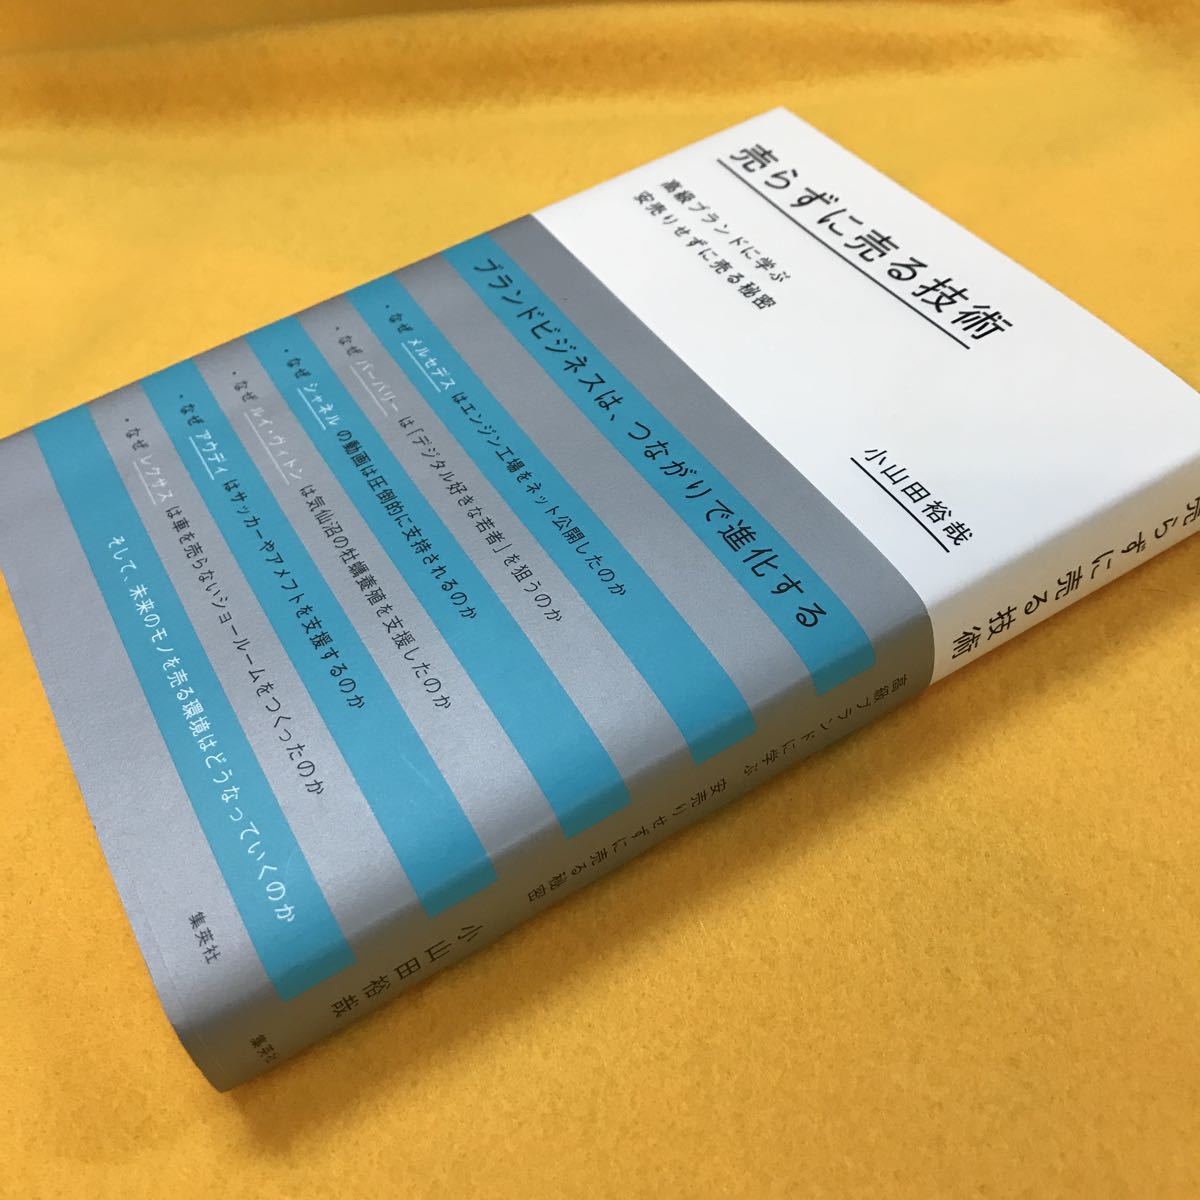 売らずに売る技術
高級ブランドに学ぶ
安売りせずに売る秘密
小山田裕哉
ブランドビジネスは、つながりで進化する
・なぜ メルセデス はエンジン工場をネット公開したのか
・なぜ バーバリー は「デジタル好きな若者」を狙うのか
・なぜ シャネル の動画は圧倒的に支持されるのか
・なぜ ルイ・ヴィトン は気仙沼の牡蠣養殖を支援したのか
・なぜ アウディ はサッカーやアメフトを支援するのか
・なぜ レクサス は車を売らないショールームをつくったのか
そして、未来のモノを売る環境はどうなっていくのか
集英社
売らずに売る技術
高級ブランドに学ぶ 安売りせずに売る秘密
小山田裕哉
集英社